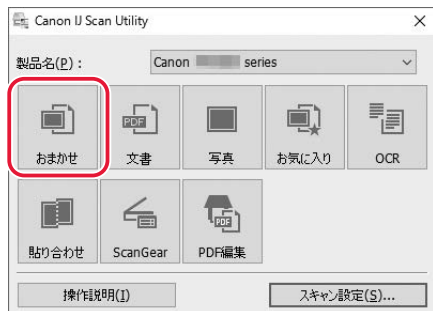 Canon IJ Scan Utility
製品名(P) : Canon series
おまかせ 文書 写真 お気に入り OCR
貼り合わせ ScanGear PDF編集
操作説明(I) スキャン設定(S)...